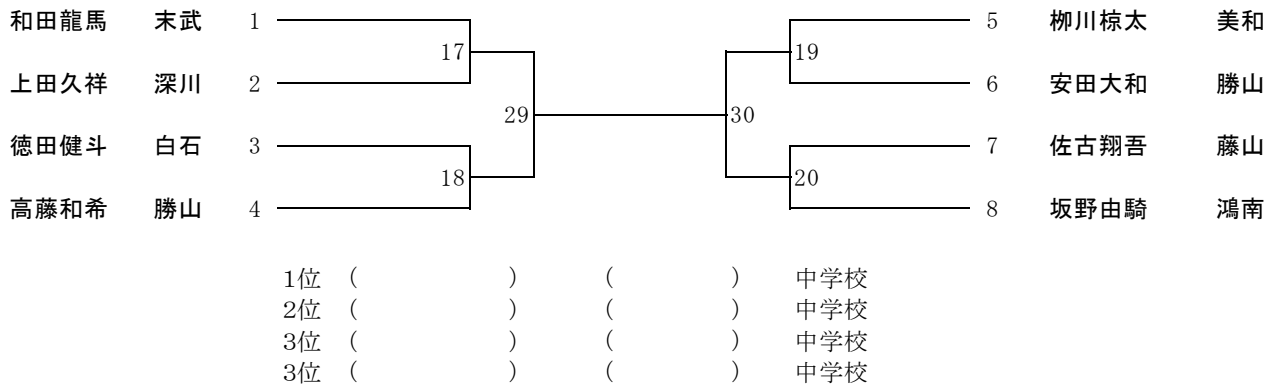 和田龍馬 末武 1 5 栁川椋太 美和
17 19
上田久祥 深川 2 6 安田大和 勝山
29 30
徳田健斗 白石 3 7 佐古翔吾 藤山
18 20
高藤和希 勝山 4 8 坂野由騎 鴻南
1位 ( ) ( ) 中学校
2位 ( ) ( ) 中学校
3位 ( ) ( ) 中学校
3位 ( ) ( ) 中学校